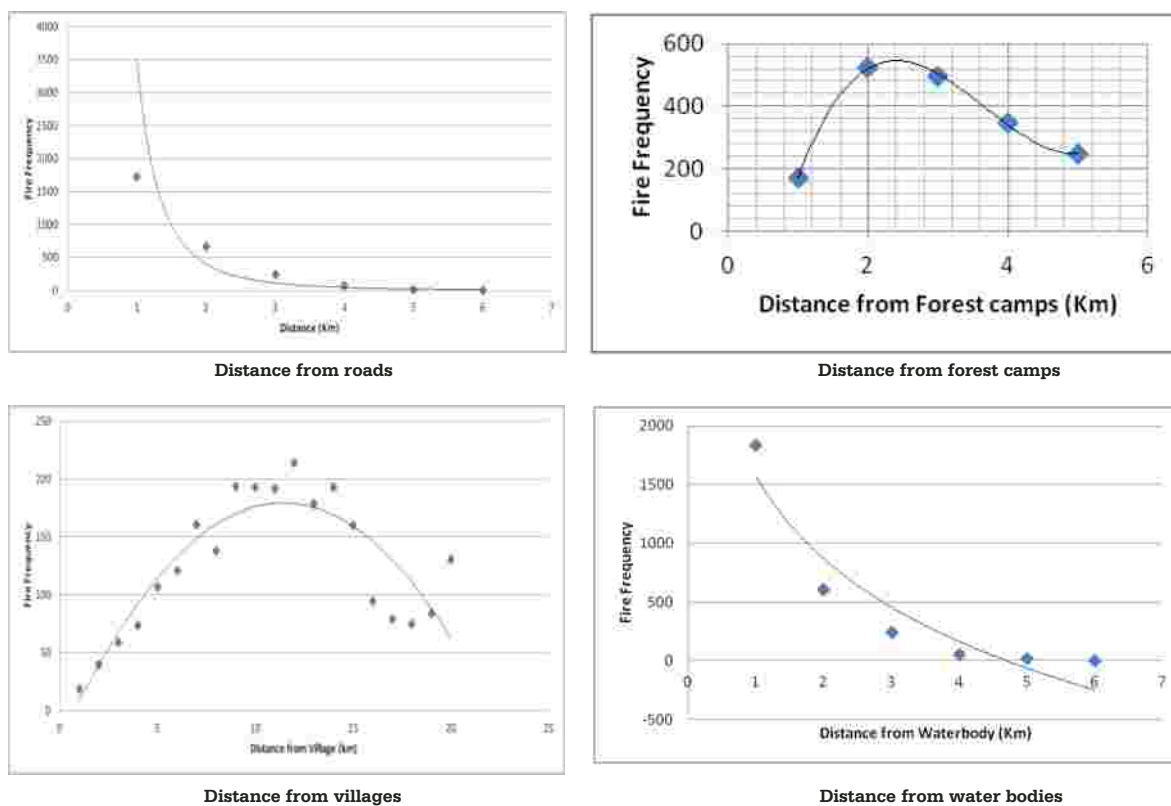 4000
3500
3000
2500
2000
1500
1000
500
0
Fire Frequency
0 1 2 3 4 5 6 7
Distance (Km)
Distance from roads
600
400
200
0
Fire Frequency
0 2 4 6
Distance from Forest camps (Km)
Distance from forest camps
250
200
150
100
50
0
Fire Frequency
0 5 10 15 20 25
Distance from Village (km)
Distance from villages
2000
1500
1000
500
0
-500
Fire Frequency
0 1 2 3 4 5 6 7
Distance from Waterbody (Km)
Distance from water bodies